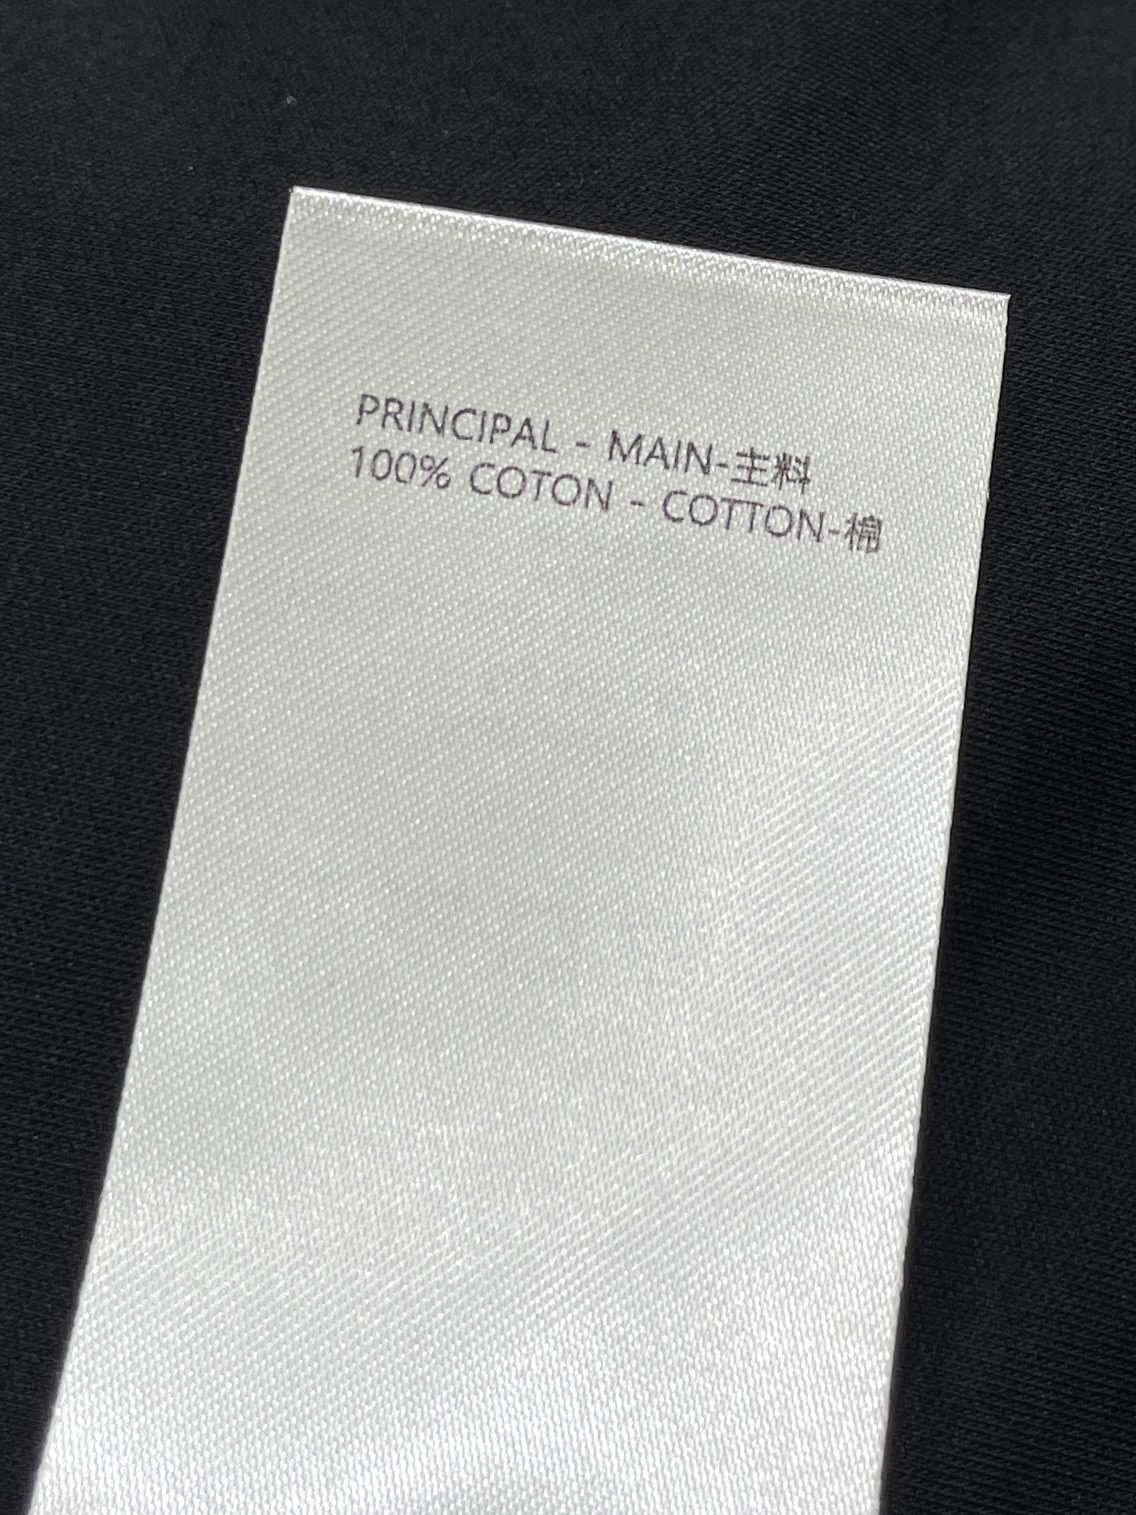 PRINCIPAL - MAIN-主料
100% COTON - COTTON-棉